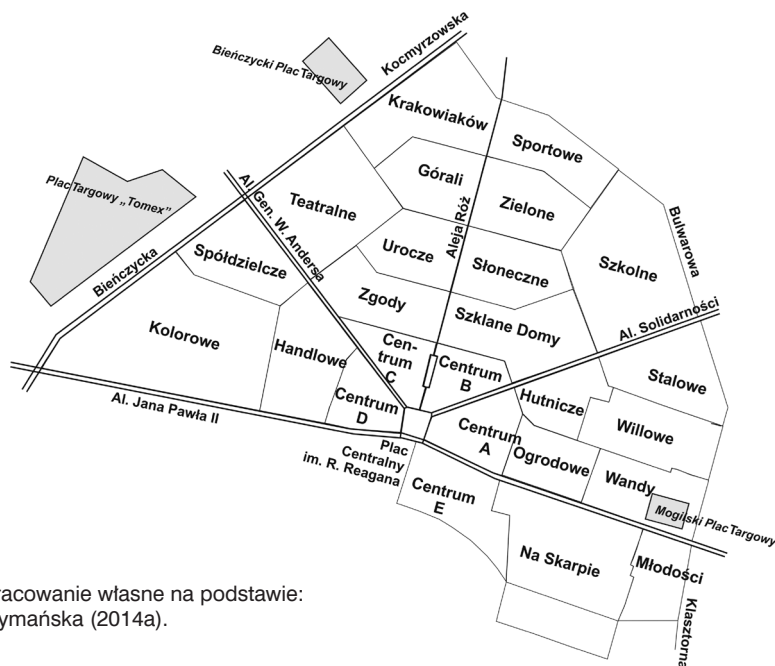 Bieńczycki Plac Targowy
Kocmyrzowska
Krakowiaków
Sportowe
Górali
Zielone
Plac Targowy „Tomex”
Al. Gen. W. Andersa
Teatralne
Aleja Róż
Bulwarowa
Bieńczycka
Spółdzielcze
Urocze
Słoneczne
Szkolne
Zgody
Szklane Domy
Al. Solidarności
Kolorowe
Handlowe
Cen-
trum
C
Centrum
B
Stalowe
Hutnicze
Centrum
D
Al. Jana Pawła II
Willowe
Plac
Centralny
im. R. Reagana
Centrum
A
Ogrodowe
Wandy
Centrum
E
Mogilski Plac Targowy
Na Skarpie
Młodości
Klasztorna
racowanie własne na podstawie:
ymańska (2014a).